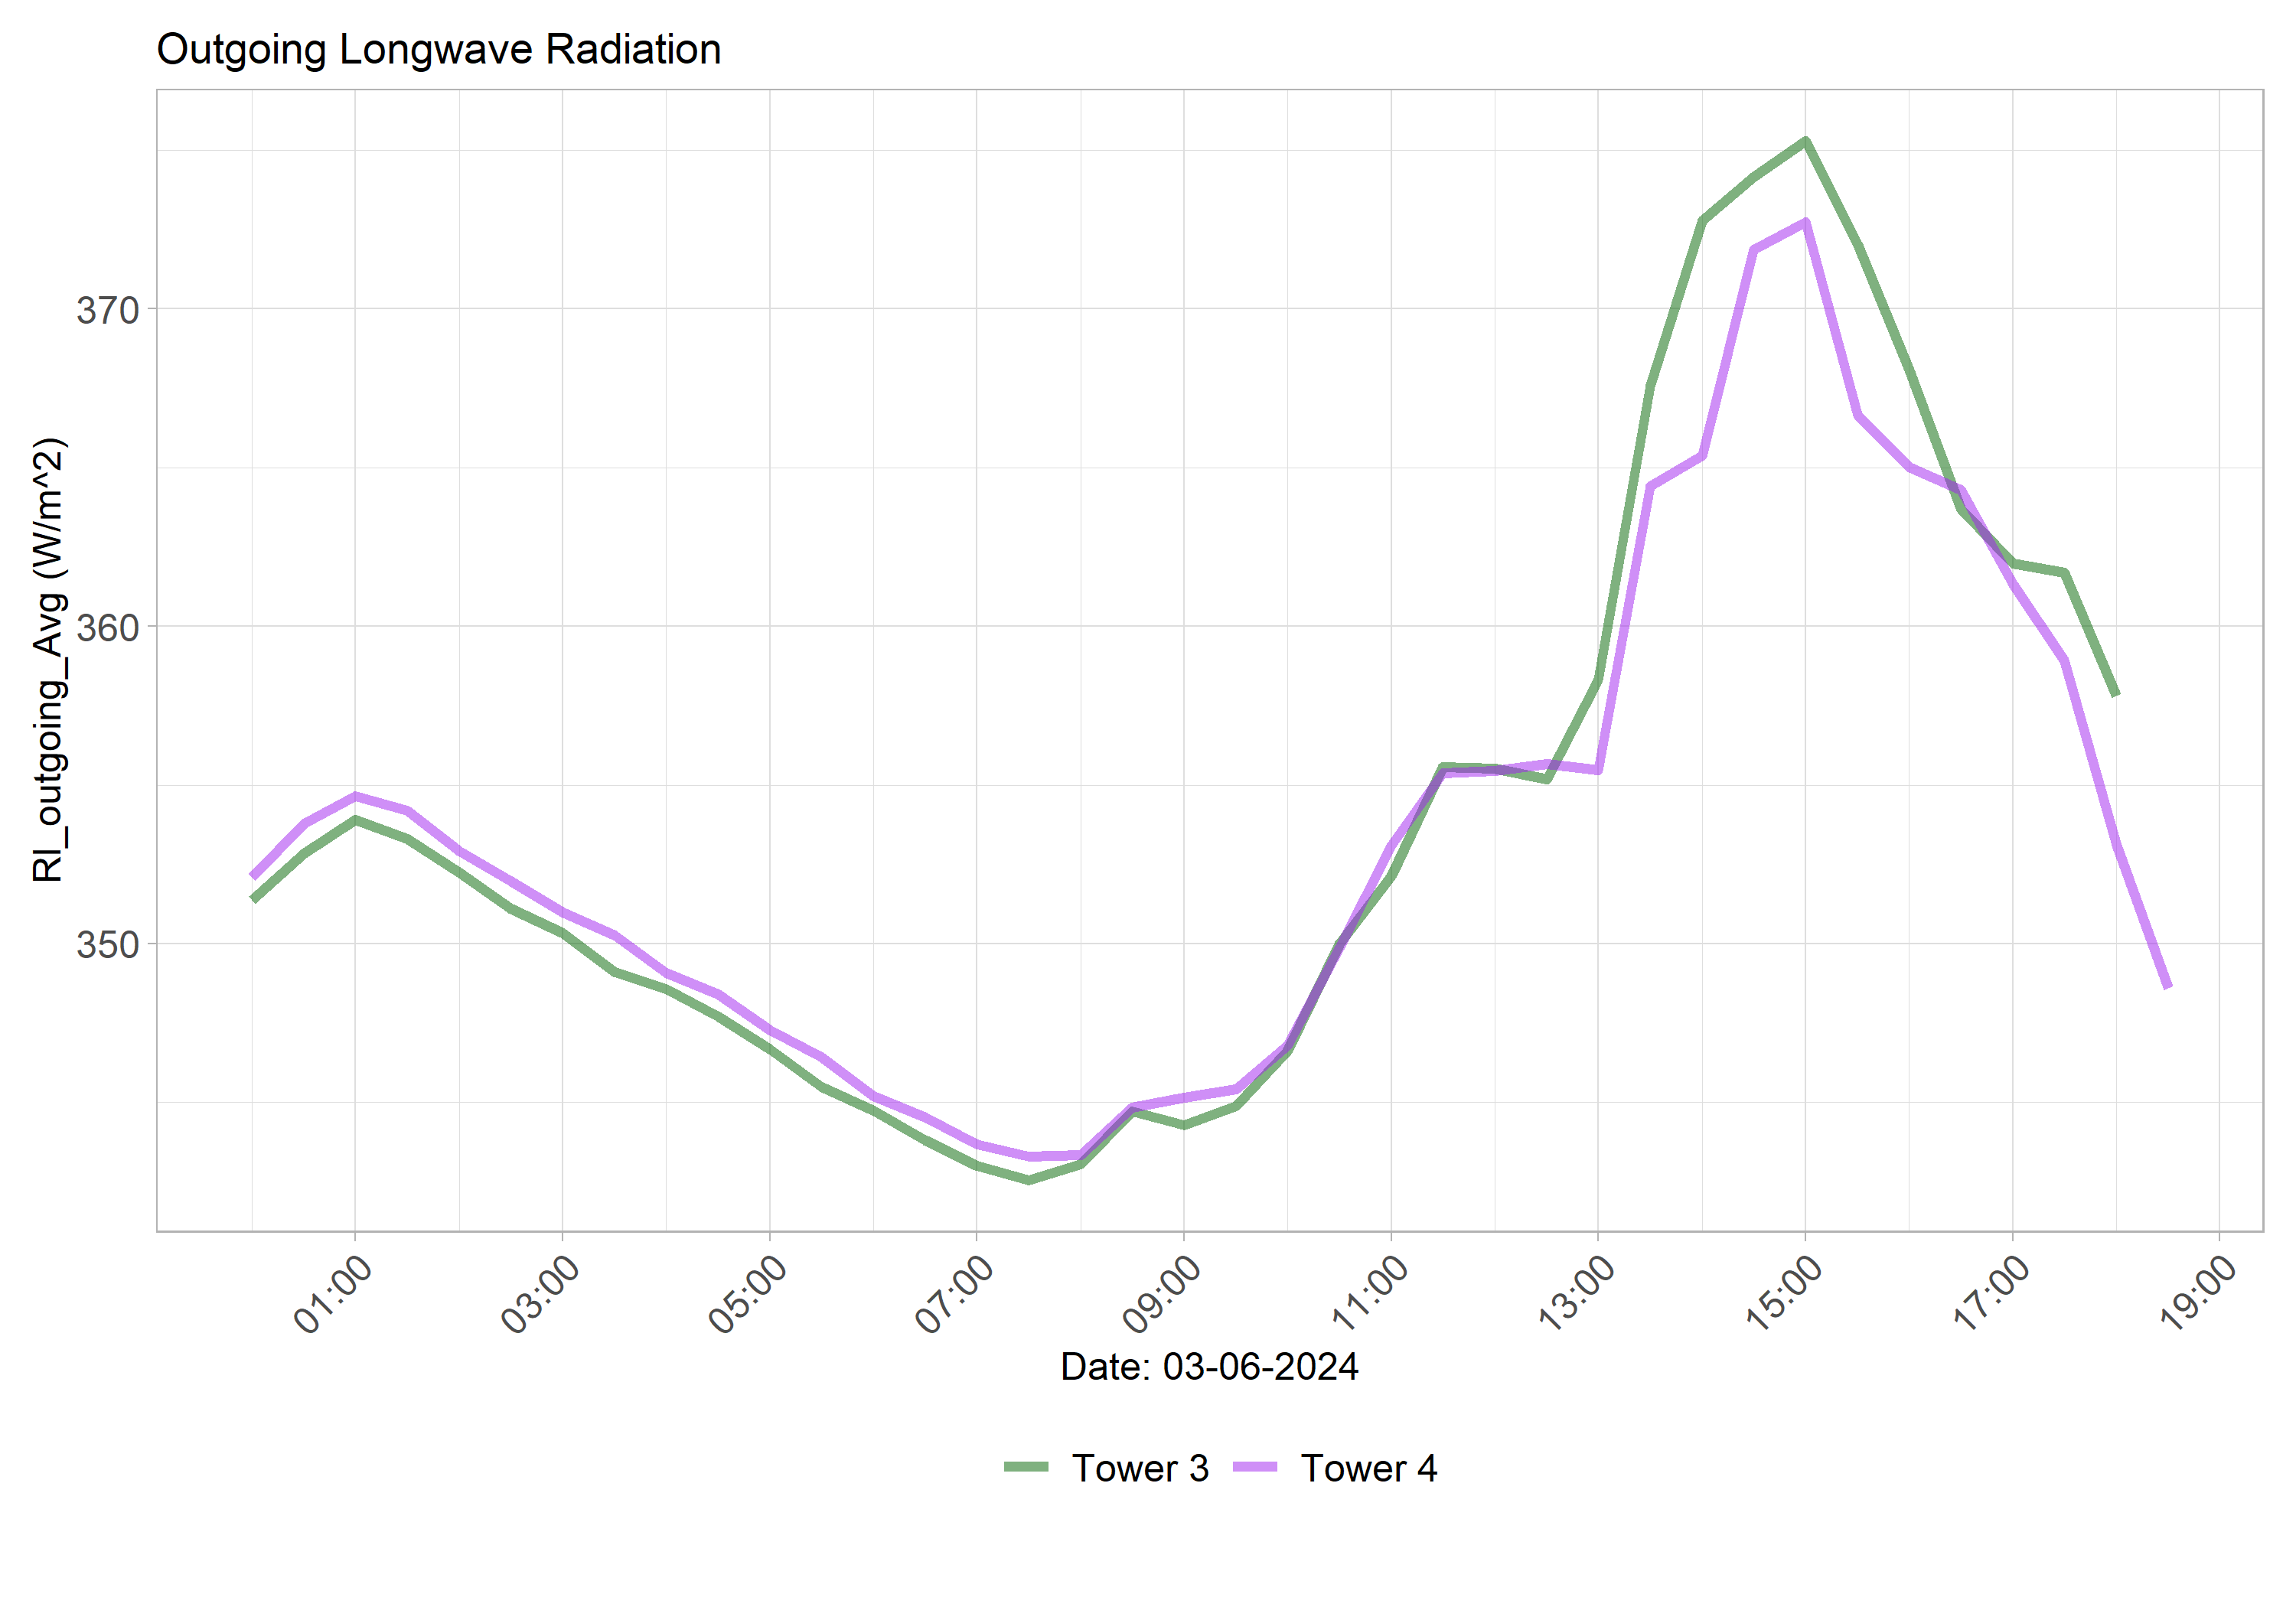 Outgoing Longwave Radiation
Rl_outgoing_Avg (W/m^2)
370
360
350
01:00 03:00 05:00 07:00 09:00 11:00 13:00 15:00 17:00 19:00
Date: 03-06-2024
Tower 3 Tower 4